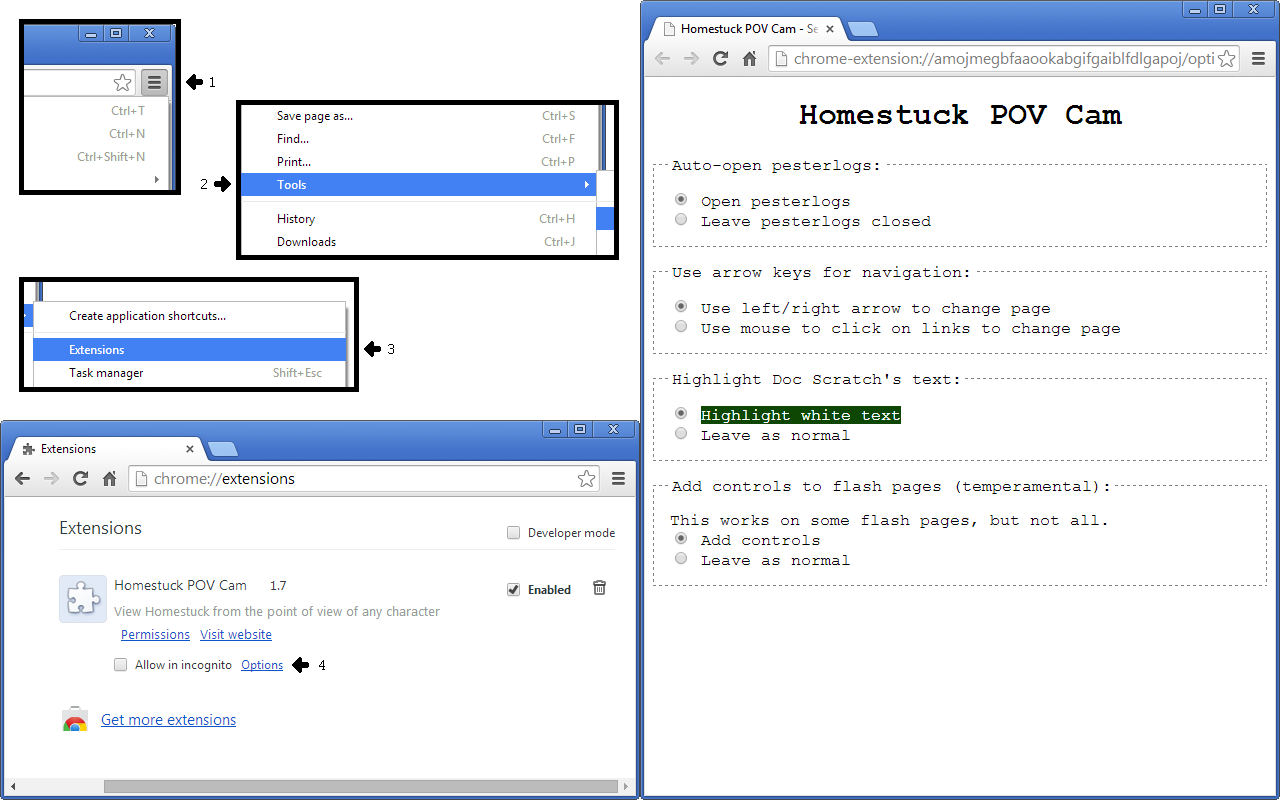 Ctrl+T
Ctrl+N
Ctrl+Shift+N
1
Save page as... Ctrl+S
Find... Ctrl+F
Print... Ctrl+P
2 Tools
History Ctrl+H
Downloads Ctrl+J
Create application shortcuts...
Extensions
3
Task manager Shift+Esc
Extensions
chrome://extensions
Extensions
Developer mode
Homestuck POV Cam 1.7
Enabled
View Homestuck from the point of view of any character
Permissions Visit website
Allow in incognito Options
4
Get more extensions
Homestuck POV Cam - Se
chrome-extension://amojmegbfaaookabgifgaiblfdlgapoj/opti
Homestuck POV Cam
Auto-open pesterlogs:
Open pesterlogs
Leave pesterlogs closed
Use arrow keys for navigation:
Use left/right arrow to change page
Use mouse to click on links to change page
Highlight Doc Scratch's text:
Highlight white text
Leave as normal
Add controls to flash pages (temperamental):
This works on some flash pages, but not all.
Add controls
Leave as normal